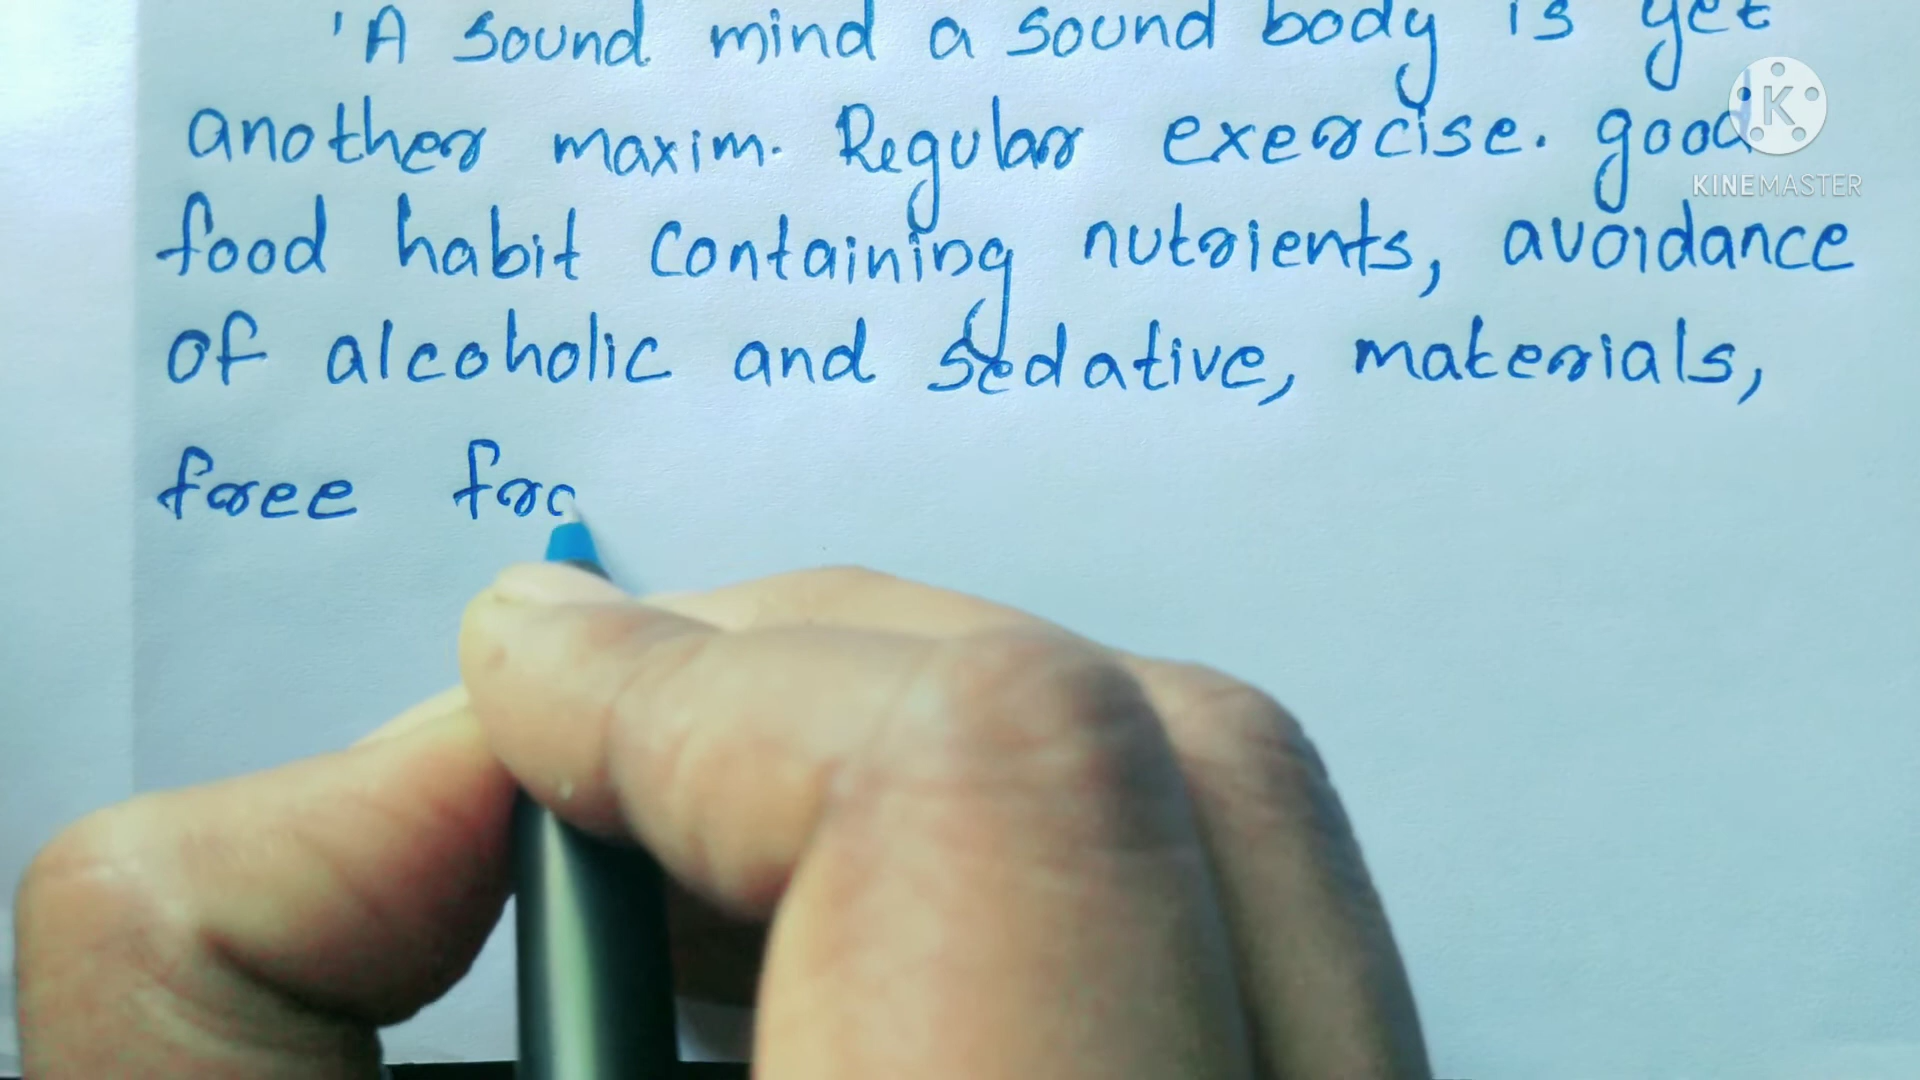 'A sound mind a sound body is yet
another maxim. Regular exercise. good
KINEMASTER
food habit containing nutrients, avoidance
of alcoholic and sedative, materials,
free fro